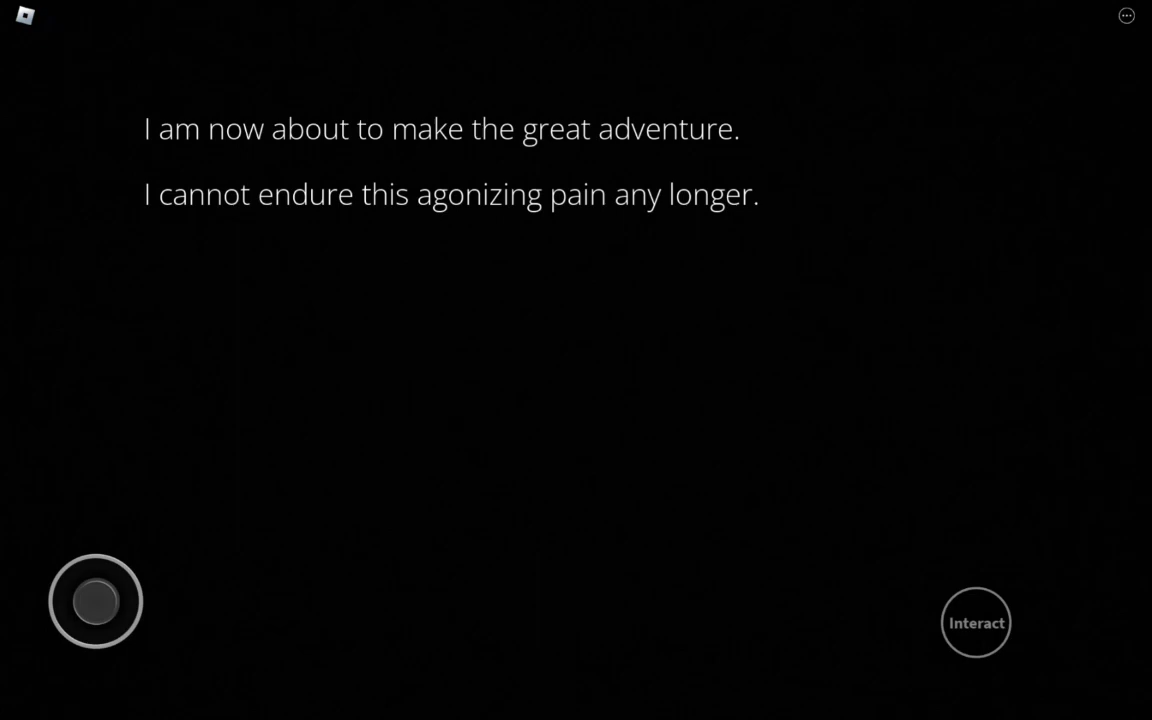 I am now about to make the great adventure.
I cannot endure this agonizing pain any longer.
Interact